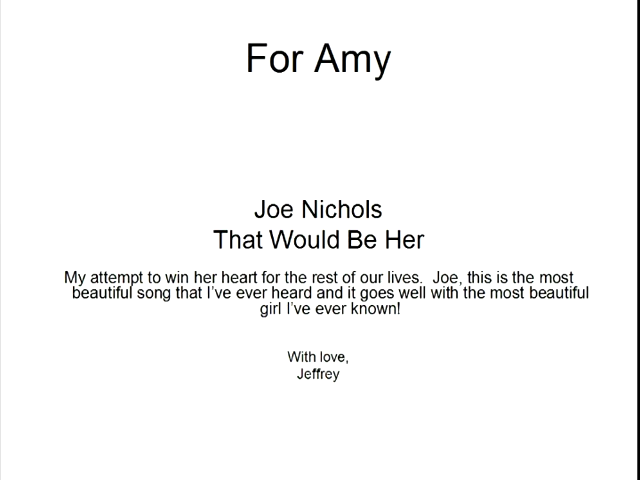 For Amy
Joe Nichols
That Would Be Her
My attempt to win her heart for the rest of our lives.  Joe, this is the most
beautiful song that I've ever heard and it goes well with the most beautiful
girl I've ever known!
With love,
Jeffrey